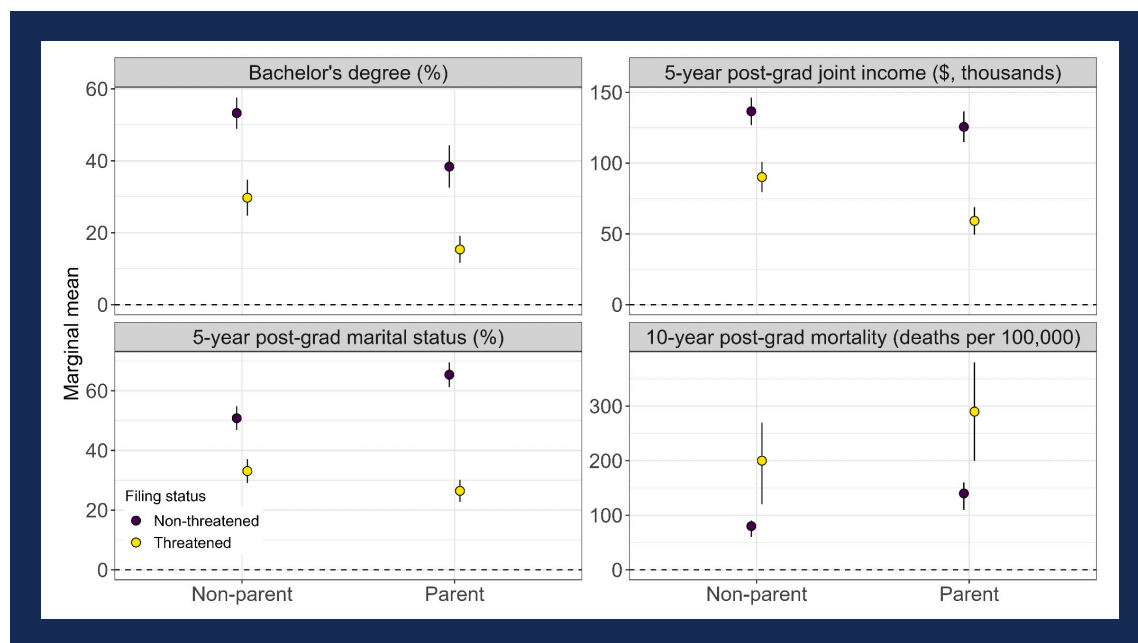 Bachelor's degree (%)
5-year post-grad joint income ($, thousands)
60
40
20
0
150
100
50
0
Marginal mean
5-year post-grad marital status (%)
10-year post-grad mortality (deaths per 100,000)
60
40
20
0
Filing status
Non-threatened
Threatened
300
200
100
0
Non-parent
Parent
Non-parent
Parent